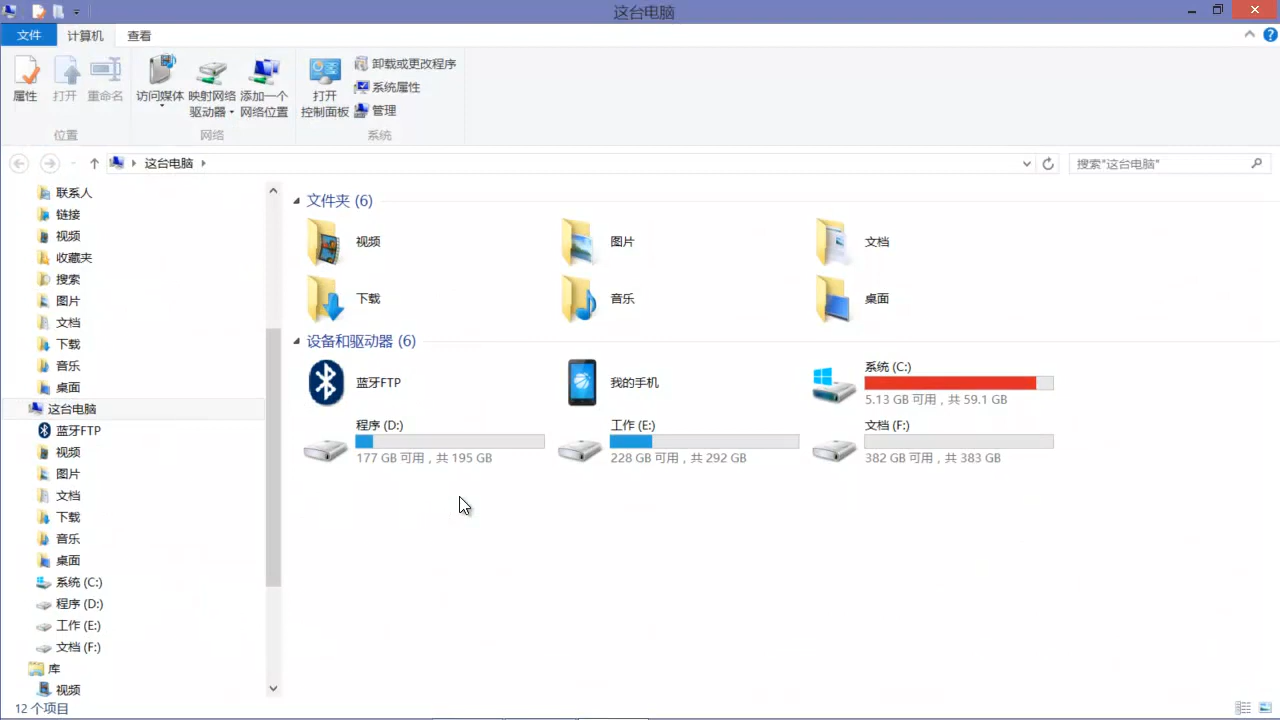 这台电脑
文件
计算机
查看
属性
打开
重命名
位置
访问媒体
映射网络
驱动器
添加一个
网络位置
网络
打开
控制面板
卸载或更改程序
系统属性
管理
系统
这台电脑
搜索"这台电脑"
联系人
链接
视频
收藏夹
搜索
图片
文档
下载
音乐
桌面
这台电脑
蓝牙FTP
视频
图片
文档
下载
音乐
桌面
系统 (C:)
程序 (D:)
工作 (E:)
文档 (F:)
库
视频
文件夹 (6)
视频
图片
文档
下载
音乐
桌面
设备和驱动器 (6)
蓝牙FTP
我的手机
系统 (C:)
5.13 GB 可用，共 59.1 GB
程序 (D:)
177 GB 可用，共 195 GB
工作 (E:)
228 GB 可用，共 292 GB
文档 (F:)
382 GB 可用，共 383 GB
12 个项目